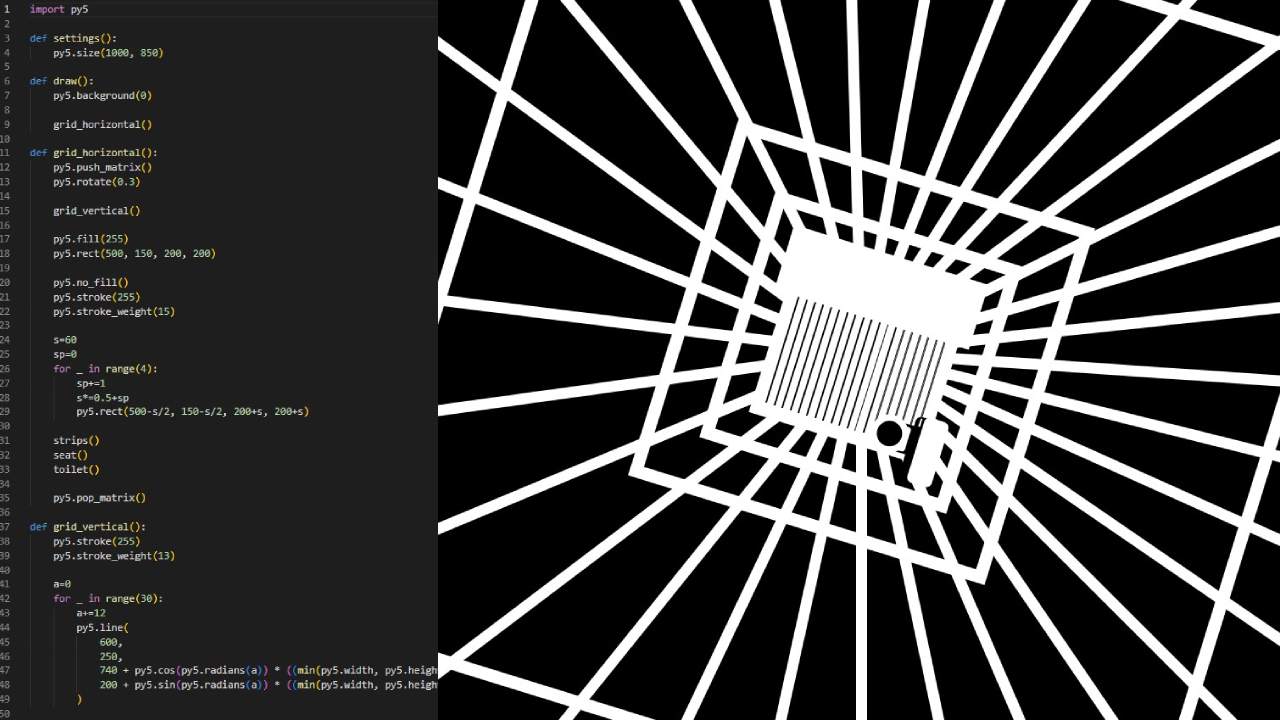 1 import py5
2
3 def settings():
4 py5.size(1000, 850)
5
6 def draw():
7 py5.background(0)
8
9 grid_horizontal()
10
11 def grid_horizontal():
12 py5.push_matrix()
13 py5.rotate(0.3)
14
15 grid_vertical()
16
17 py5.fill(255)
18 py5.rect(500, 150, 200, 200)
19
20 py5.no_fill()
21 py5.stroke(255)
22 py5.stroke_weight(15)
23
24 s=60
25 sp=0
26 for _ in range(4):
27 sp+=1
28 s*=0.5+sp
29 py5.rect(500-s/2, 150-s/2, 200+s, 200+s)
30
31 strips()
32 seat()
33 toilet()
34
35 py5.pop_matrix()
36
37 def grid_vertical():
38 py5.stroke(255)
39 py5.stroke_weight(13)
40
41 a=0
42 for _ in range(30):
43 a+=12
44 py5.line(
45 600,
46 250,
47 740 + py5.cos(py5.radians(a)) * ((min(py5.width, py5.heigh
48 200 + py5.sin(py5.radians(a)) * ((min(py5.width, py5.heigh
49 )
50